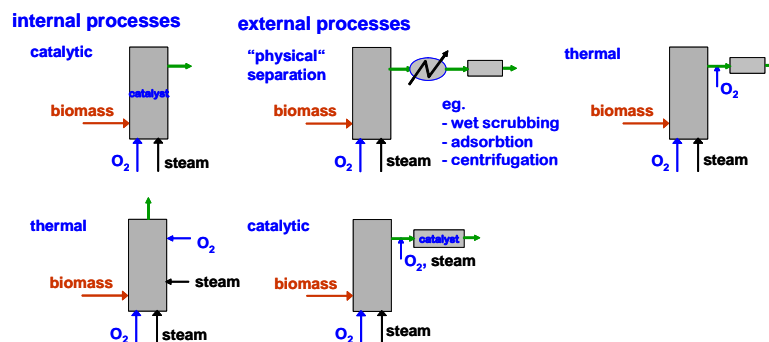 internal processes
external processes
catalytic
catalyst
biomass
O2
steam
“physical“
separation
biomass
O2
steam
eg.
- wet scrubbing
- adsorbtion
- centrifugation
thermal
O2
biomass
O2
steam
thermal
O2
steam
biomass
O2
steam
catalytic
catalyst
O2, steam
biomass
O2
steam